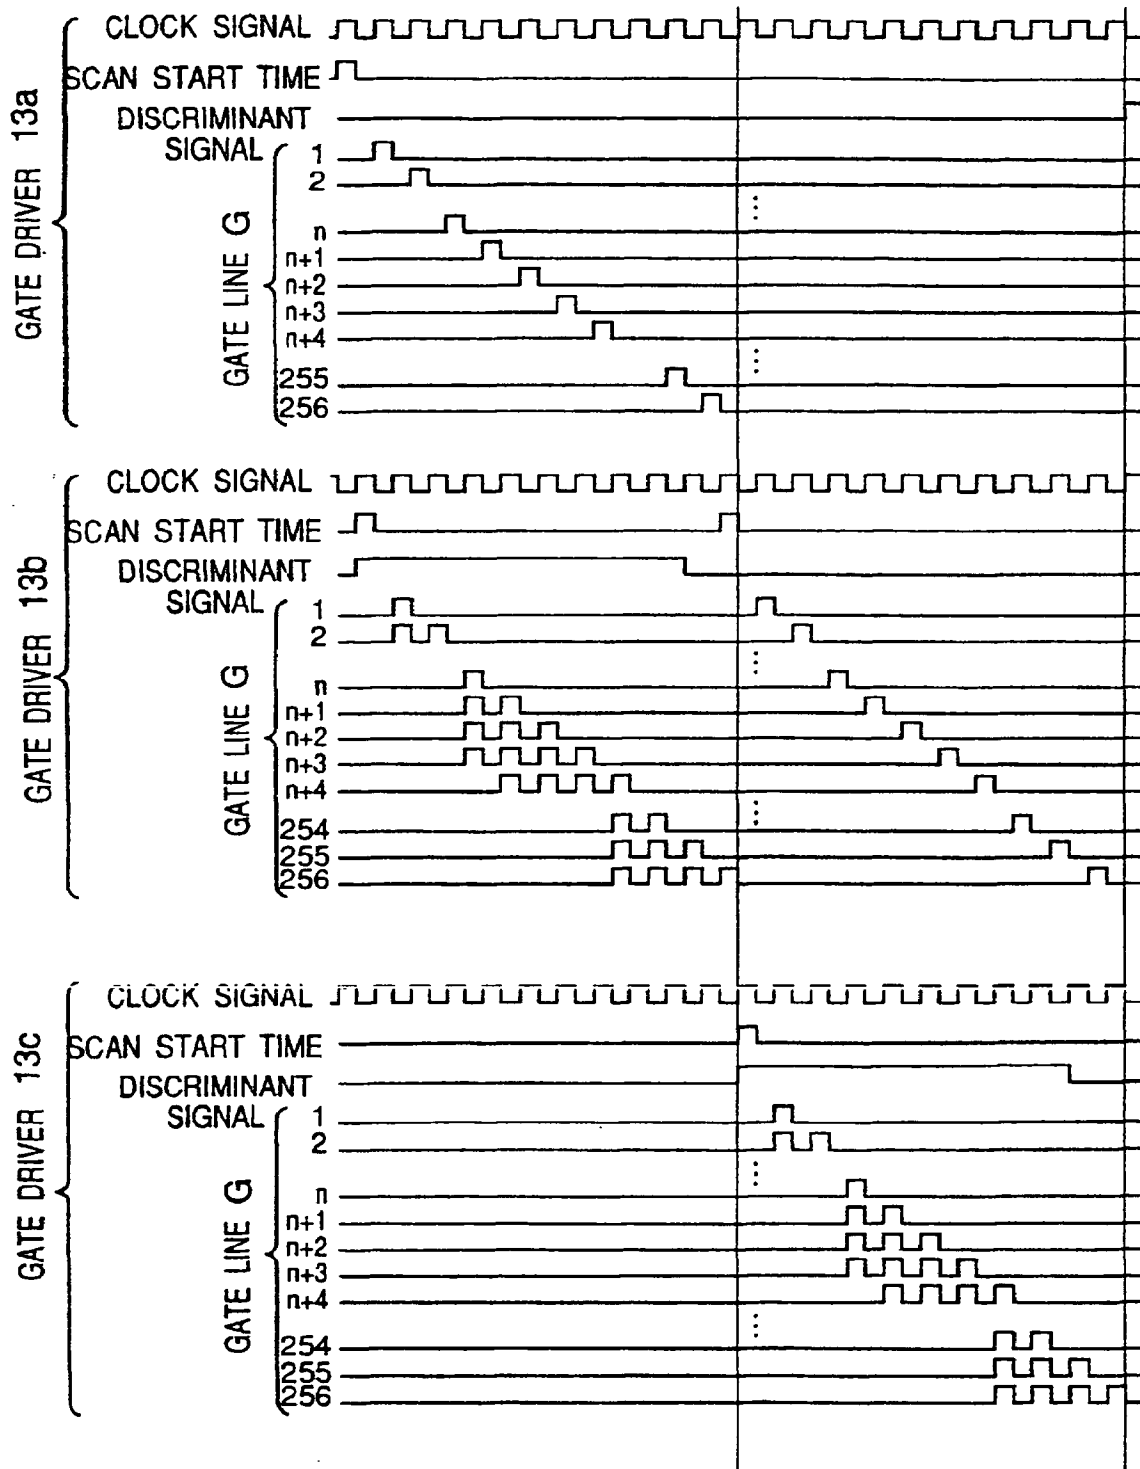 GATE DRIVER 13a
CLOCK SIGNAL
SCAN START TIME
DISCRIMINANT
SIGNAL
GATE LINE G
1
2
n
n+1
n+2
n+3
n+4
255
256
GATE DRIVER 13b
CLOCK SIGNAL
SCAN START TIME
DISCRIMINANT
SIGNAL
GATE LINE G
1
2
n
n+1
n+2
n+3
n+4
254
255
256
GATE DRIVER 13c
CLOCK SIGNAL
SCAN START TIME
DISCRIMINANT
SIGNAL
GATE LINE G
1
2
n
n+1
n+2
n+3
n+4
254
255
256